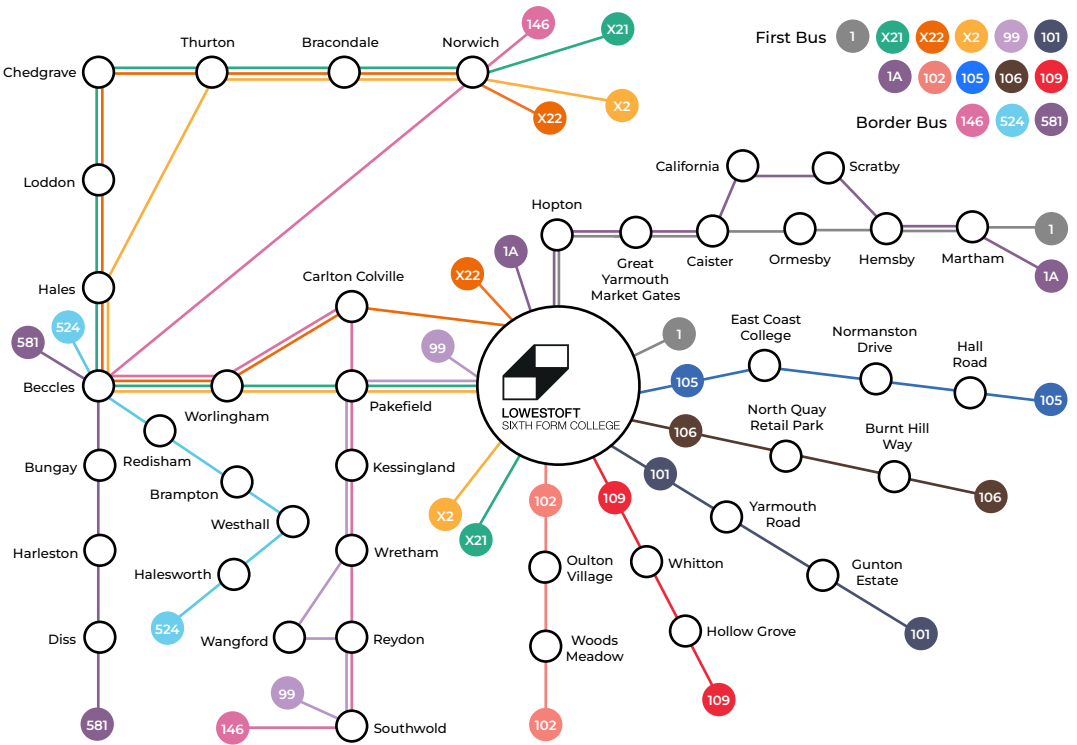 146
X21
Thurton
Bracondale
Norwich
First Bus 1 X21 X22 X2 99 101
Chedgrave
1A 102 105 106 109
X2
X22
Border Bus 146 524 581
California
Scratby
Loddon
Hopton
1
1A
Great
Yarmouth
Market Gates
Caister
Ormesby
Hemsby
Martham
1A
Carlton Colville
X22
Hales
524
581
99
1
East Coast
College
Normanston
Drive
Hall
Road
105
105
Beccles
Worlingham
Pakefield
LOWESTOFT
SIXTH FORM COLLEGE
North Quay
Retail Park
Burnt Hill
Way
106
106
Redisham
Bungay
Brampton
Kessingland
101
102
109
X2
X21
Yarmouth
Road
Westhall
Harleston
Wretham
Halesworth
Oulton
Village
Whitton
Gunton
Estate
524
Diss
Wangford
Reydon
Woods
Meadow
Hollow Grove
101
99
109
581
146
Southwold
102